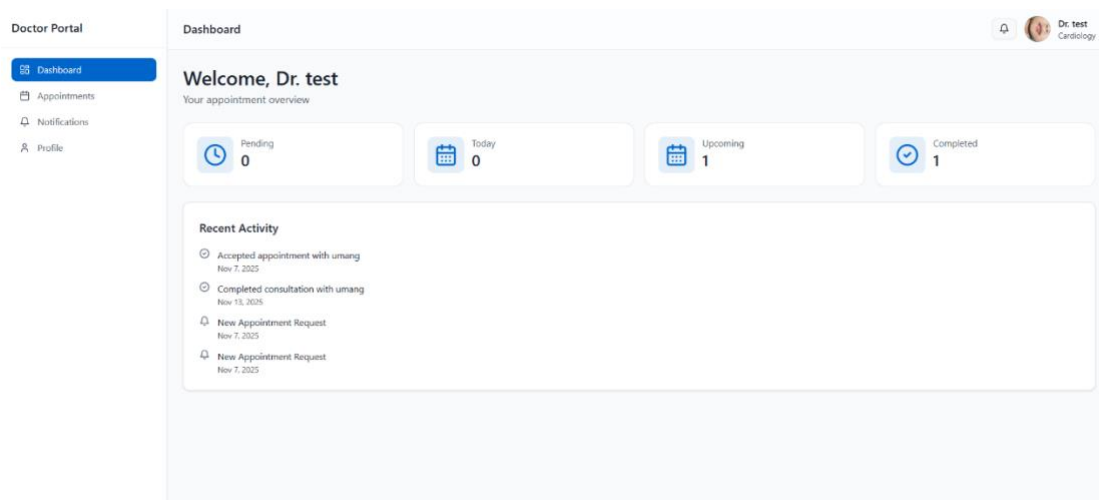 Doctor Portal
Dashboard
Dr. test
Cardiology
Dashboard
Appointments
Notifications
Profile
Welcome, Dr. test
Your appointment overview
Pending
0
Today
0
Upcoming
1
Completed
1
Recent Activity
Accepted appointment with umang
Nov 7, 2025
Completed consultation with umang
Nov 13, 2025
New Appointment Request
Nov 7, 2025
New Appointment Request
Nov 7, 2025